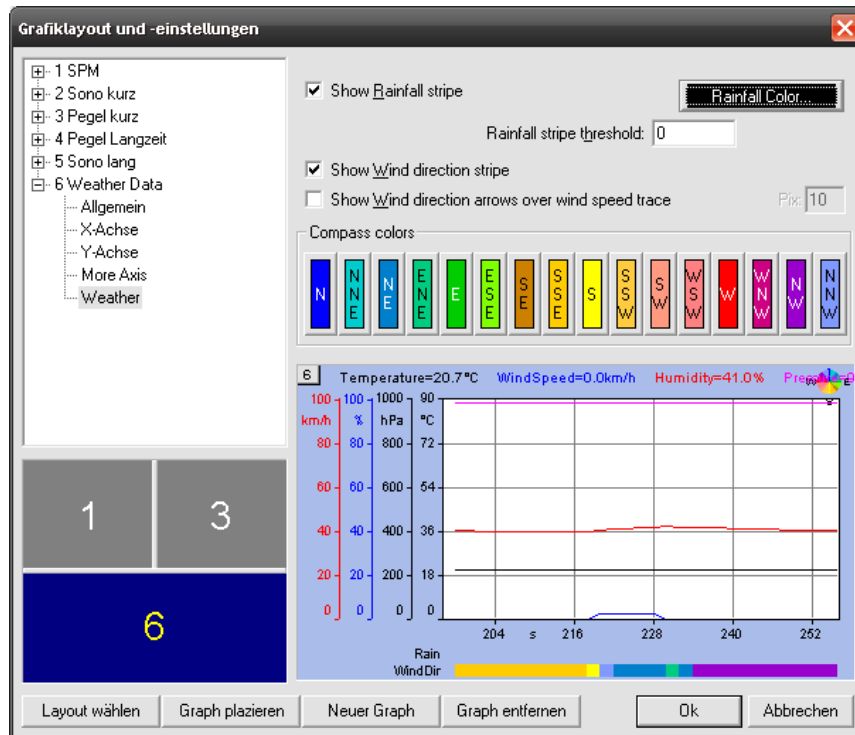 Grafiklayout und -einstellungen
1 SPM
2 Sono kurz
3 Pegel kurz
4 Pegel Langzeit
5 Sono lang
6 Weather Data
Allgemein
X-Achse
Y-Achse
More Axis
Weather
1
3
6
Show Rainfall stripe
Rainfall Color...
Rainfall stripe threshold: 0
Show Wind direction stripe
Show Wind direction arrows over wind speed trace Pix: 10
Compass colors
N NNE NE ENE E ESE SE SSE S SSW SW WSW W WNW NW NNW
6 Temperature=20.7°C WindSpeed=0.0km/h Humidity=41.0%
W E
100 100 1000 90
km/h % hPa °C
80 80 800 72
60 60 600 54
40 40 400 36
20 20 200 18
0 0 0 0
204 s 216 228 240 252
Rain
WindDir
Layout wählen Graph plazieren Neuer Graph Graph entfernen Ok Abbrechen